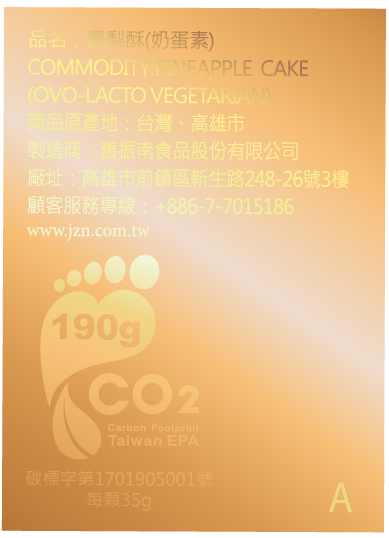 品名：鳳梨酥(奶蛋素)
COMMODITY:PINEAPPLE CAKE
(OVO-LACTO VEGETARIAN)
商品原產地：台灣、高雄市
製造商：舊振南食品股份有限公司
廠址：高雄市前鎮區新生路248-26號3樓
顧客服務專線：+886-7-7015186
www.jzn.com.tw
190g
CO2
Carbon Footprint
Taiwan EPA
碳標字第1701905001號
每顆35g
A